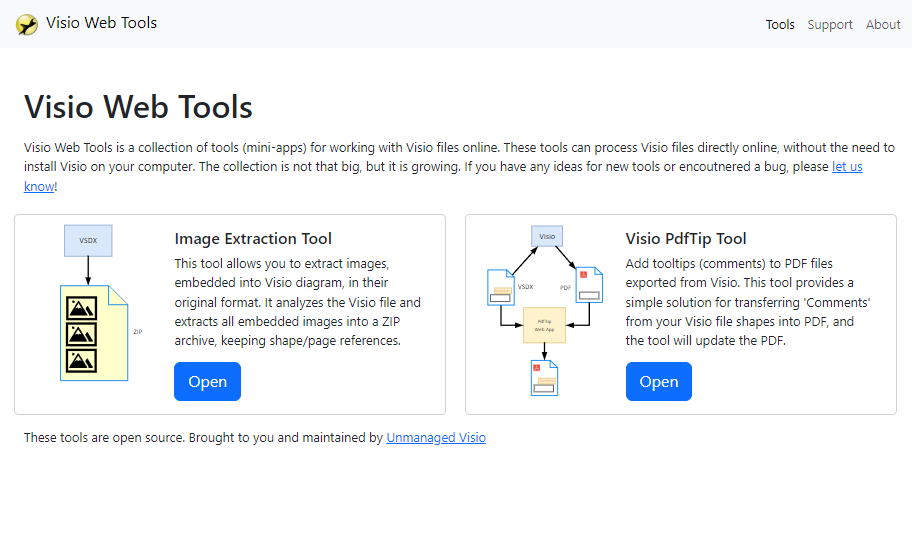 Visio Web Tools
Tools Support About
Visio Web Tools
Visio Web Tools is a collection of tools (mini-apps) for working with Visio files online. These tools can process Visio files directly online, without the need to
install Visio on your computer. The collection is not that big, but it is growing. If you have any ideas for new tools or encoutnered a bug, please let us
know!
VSDX
ZIP
Image Extraction Tool
This tool allows you to extract images,
embedded into Visio diagram, in their
original format. It analyzes the Visio file and
extracts all embedded images into a ZIP
archive, keeping shape/page references.
Open
Visio
VSDX
PDF
PdfTip
Web App
Visio PdfTip Tool
Add tooltips (comments) to PDF files
exported from Visio. This tool provides a
simple solution for transferring 'Comments'
from your Visio file shapes into PDF, and
the tool will update the PDF.
Open
These tools are open source. Brought to you and maintained by Unmanaged Visio